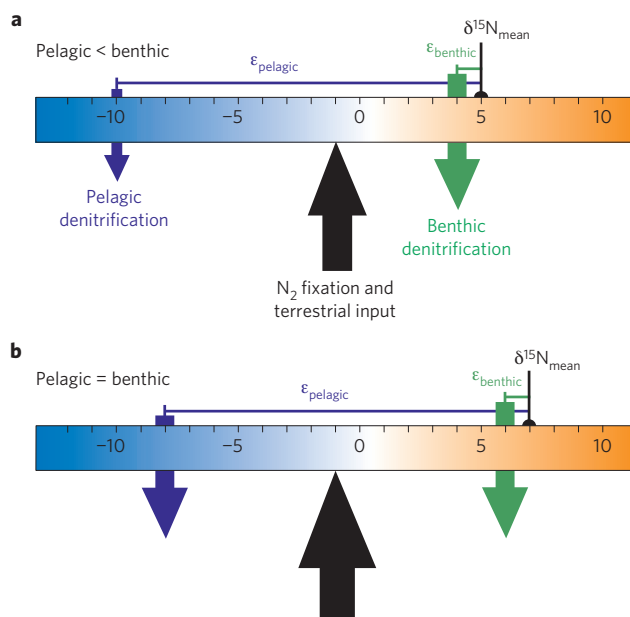 a
δ¹⁵Nmean
Pelagic < benthic
εbenthic
εpelagic
−10 −5 0 5 10
Pelagic
denitrification
Benthic
denitrification
N₂ fixation and
terrestrial input
b
δ¹⁵Nmean
Pelagic = benthic
εbenthic
εpelagic
−10 −5 0 5 10